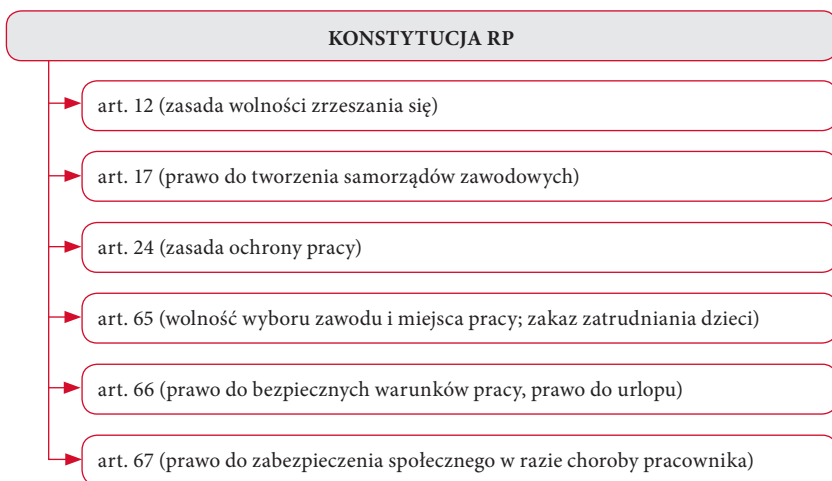 KONSTYTUCJA RP
art. 12 (zasada wolności zrzeszania się)
art. 17 (prawo do tworzenia samorządów zawodowych)
art. 24 (zasada ochrony pracy)
art. 65 (wolność wyboru zawodu i miejsca pracy; zakaz zatrudniania dzieci)
art. 66 (prawo do bezpiecznych warunków pracy, prawo do urlopu)
art. 67 (prawo do zabezpieczenia społecznego w razie choroby pracownika)